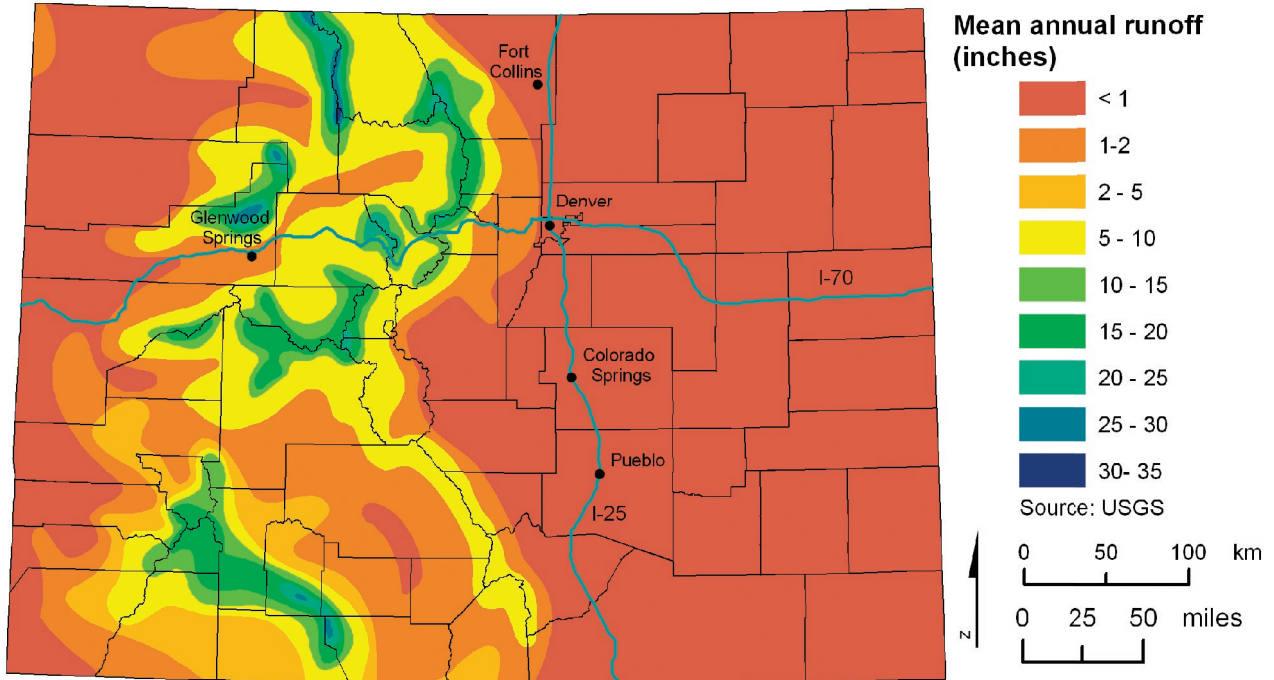 Mean annual runoff
(inches)
< 1
1-2
2 - 5
5 - 10
10 - 15
15 - 20
20 - 25
25 - 30
30- 35
Source: USGS
0 50 100 km
0 25 50 miles
N
Fort
Collins
Denver
Glenwood
Springs
I-70
Colorado
Springs
Pueblo
I-25